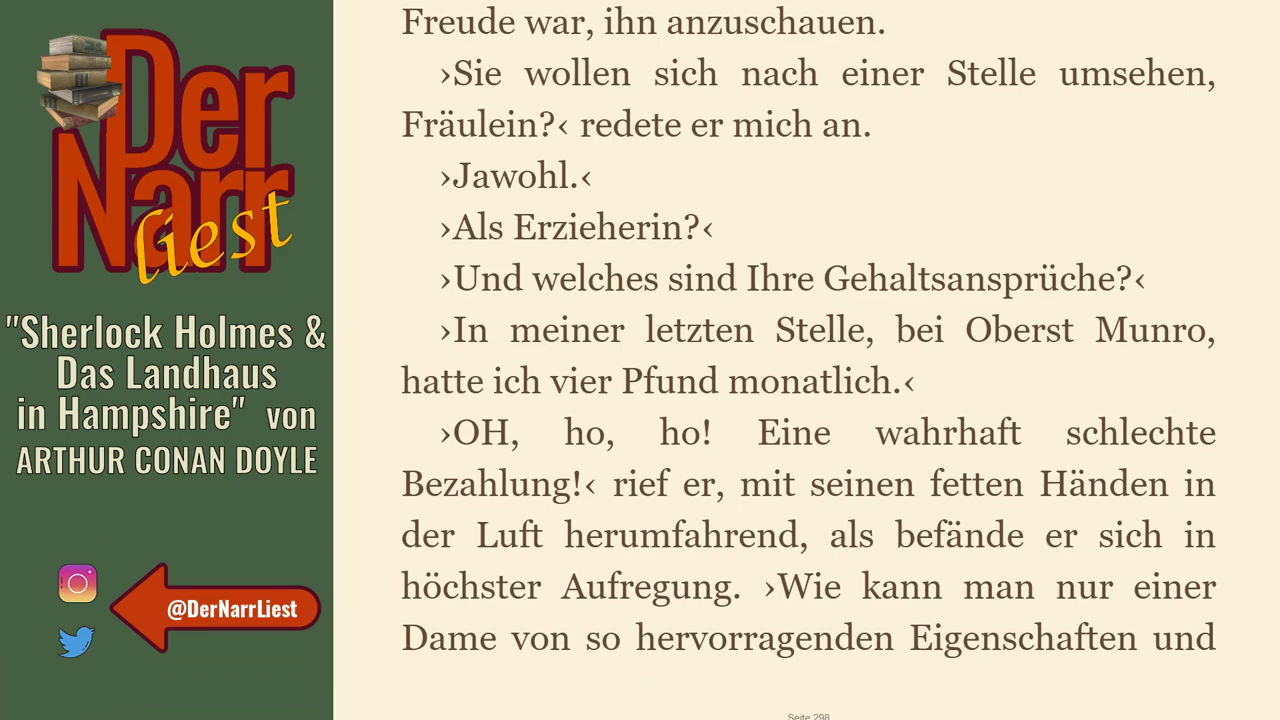 Der
Narr
liest
"Sherlock Holmes &
Das Landhaus
in Hampshire" von
ARTHUR CONAN DOYLE
@DerNarrLiest
Freude war, ihn anzuschauen.
›Sie wollen sich nach einer Stelle umsehen,
Fräulein?‹ redete er mich an.
›Jawohl.‹
›Als Erzieherin?‹
›Und welches sind Ihre Gehaltsansprüche?‹
›In meiner letzten Stelle, bei Oberst Munro,
hatte ich vier Pfund monatlich.‹
›OH, ho, ho! Eine wahrhaft schlechte
Bezahlung!‹ rief er, mit seinen fetten Händen in
der Luft herumfahrend, als befände er sich in
höchster Aufregung. ›Wie kann man nur einer
Dame von so hervorragenden Eigenschaften und
Seite 298